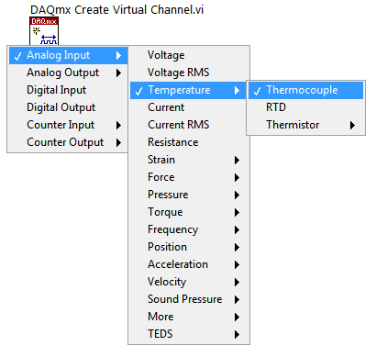 DAQmx Create Virtual Channel.vi
DAQmx
Analog Input
Analog Output
Digital Input
Digital Output
Counter Input
Counter Output
Voltage
Voltage RMS
Temperature
Current
Current RMS
Resistance
Strain
Force
Pressure
Torque
Frequency
Position
Acceleration
Velocity
Sound Pressure
More
TEDS
Thermocouple
RTD
Thermistor